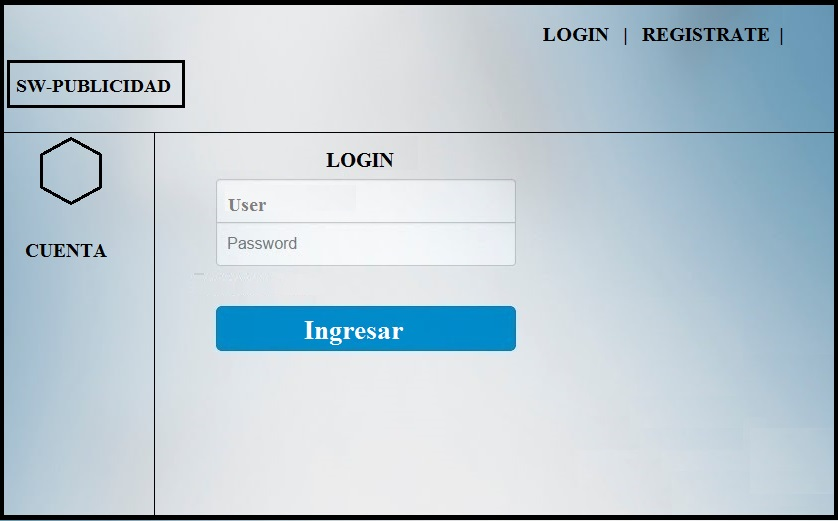 LOGIN | REGISTRATE |
SW-PUBLICIDAD
LOGIN
User
CUENTA
Password
Ingresar